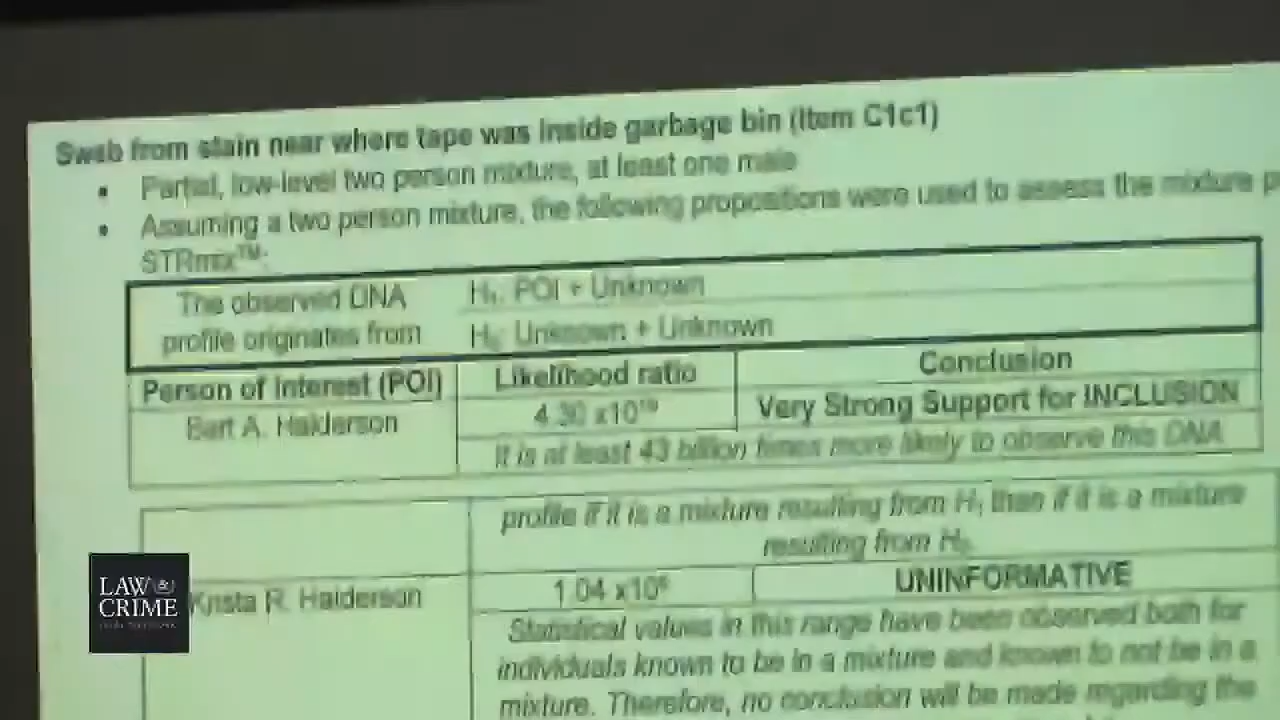 Swab from stain near where tape was inside garbage bin (Item C1c1)
• Partial, low-level two person mixture, at least one male
• Assuming a two person mixture, the following propositions were used to assess the mixture p
STRmix™:
The observed DNA
profile originates from
H₁: POI + Unknown
H₂: Unknown + Unknown
Person of Interest (POI)
Likelihood ratio
Conclusion
Bart A. Halderson
4.30 x10¹⁰
Very Strong Support for INCLUSION
It is at least 43 billion times more likely to observe this DNA
profile if it is a mixture resulting from H₁ than if it is a mixture
resulting from H₂.
Krista R. Halderson
1.04 x10⁶
UNINFORMATIVE
Statistical values in this range have been observed both for
individuals known to be in a mixture and known to not be in a
mixture. Therefore, no conclusion will be made regarding the
LAW &
CRIME